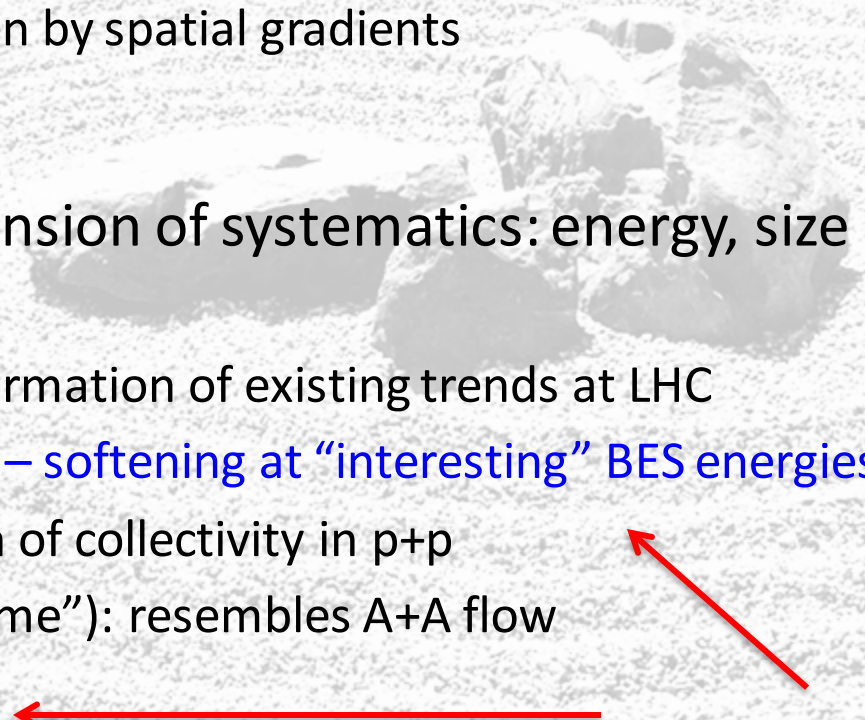 n by spatial gradients
nsion of systematics: energy, size
rmation of existing trends at LHC
– softening at “interesting” BES energies
n of collectivity in p+p
me”): resembles A+A flow